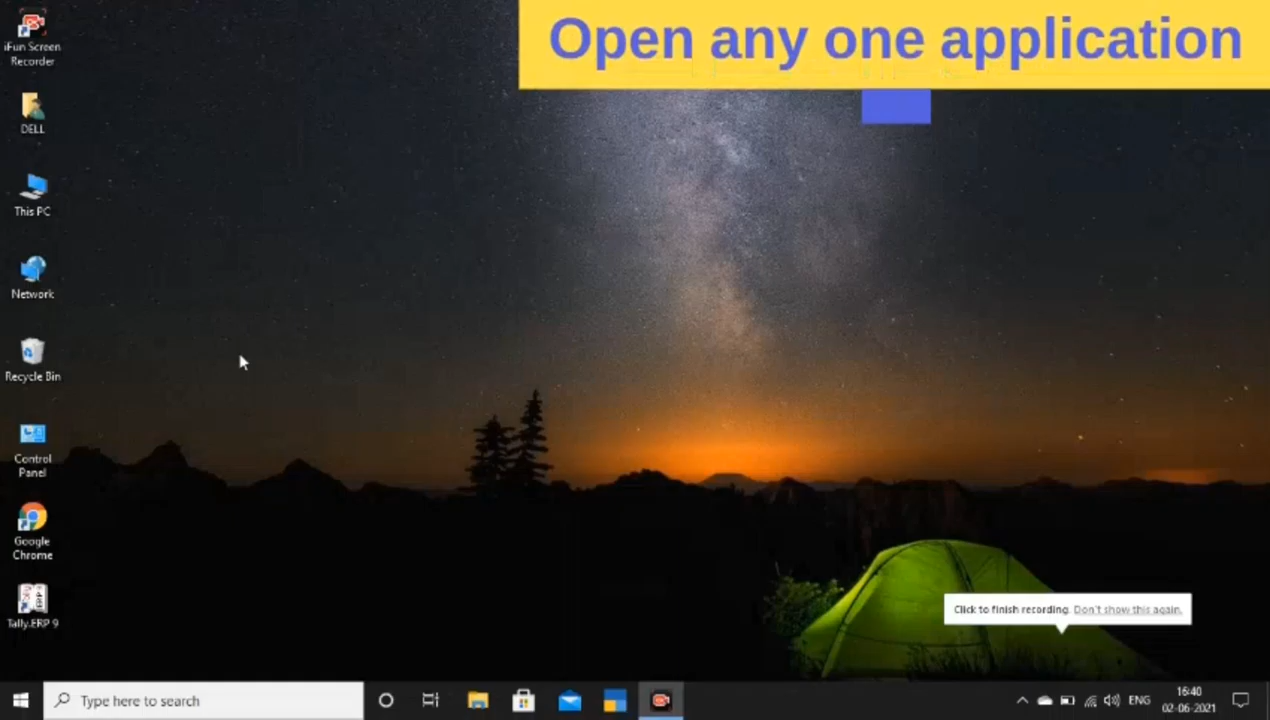 Open any one application
iFun Screen
Recorder
DELL
This PC
Network
Recycle Bin
Control
Panel
Google
Chrome
Tally.ERP 9
Click to finish recording. Don't show this again.
Type here to search
ENG
16:40
02-06-2021